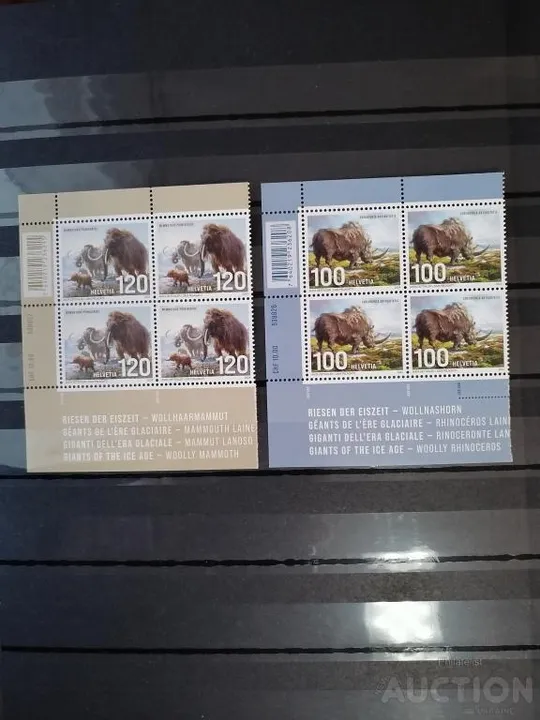 120
HELVETIA
120
HELVETIA
120
HELVETIA
120
HELVETIA
RIESEN DER EISZEIT – WOLLHAARMAMMUT
GÉANTS DE L'ÈRE GLACIAIRE – MAMMOUTH LAINE
GIGANTI DELL'ERA GLACIALE – MAMMUT LANOSO
GIANTS OF THE ICE AGE – WOOLLY MAMMOTH
100
HELVETIA
100
HELVETIA
100
HELVETIA
100
HELVETIA
RIESEN DER EISZEIT – WOLLNASHORN
GÉANTS DE L'ÈRE GLACIAIRE – RHINOCÉROS LAIN
GIGANTI DELL'ERA GLACIALE – RINOCERONTE LAN
GIANTS OF THE ICE AGE – WOOLLY RHINOCEROS
Philatelist
AUCTION